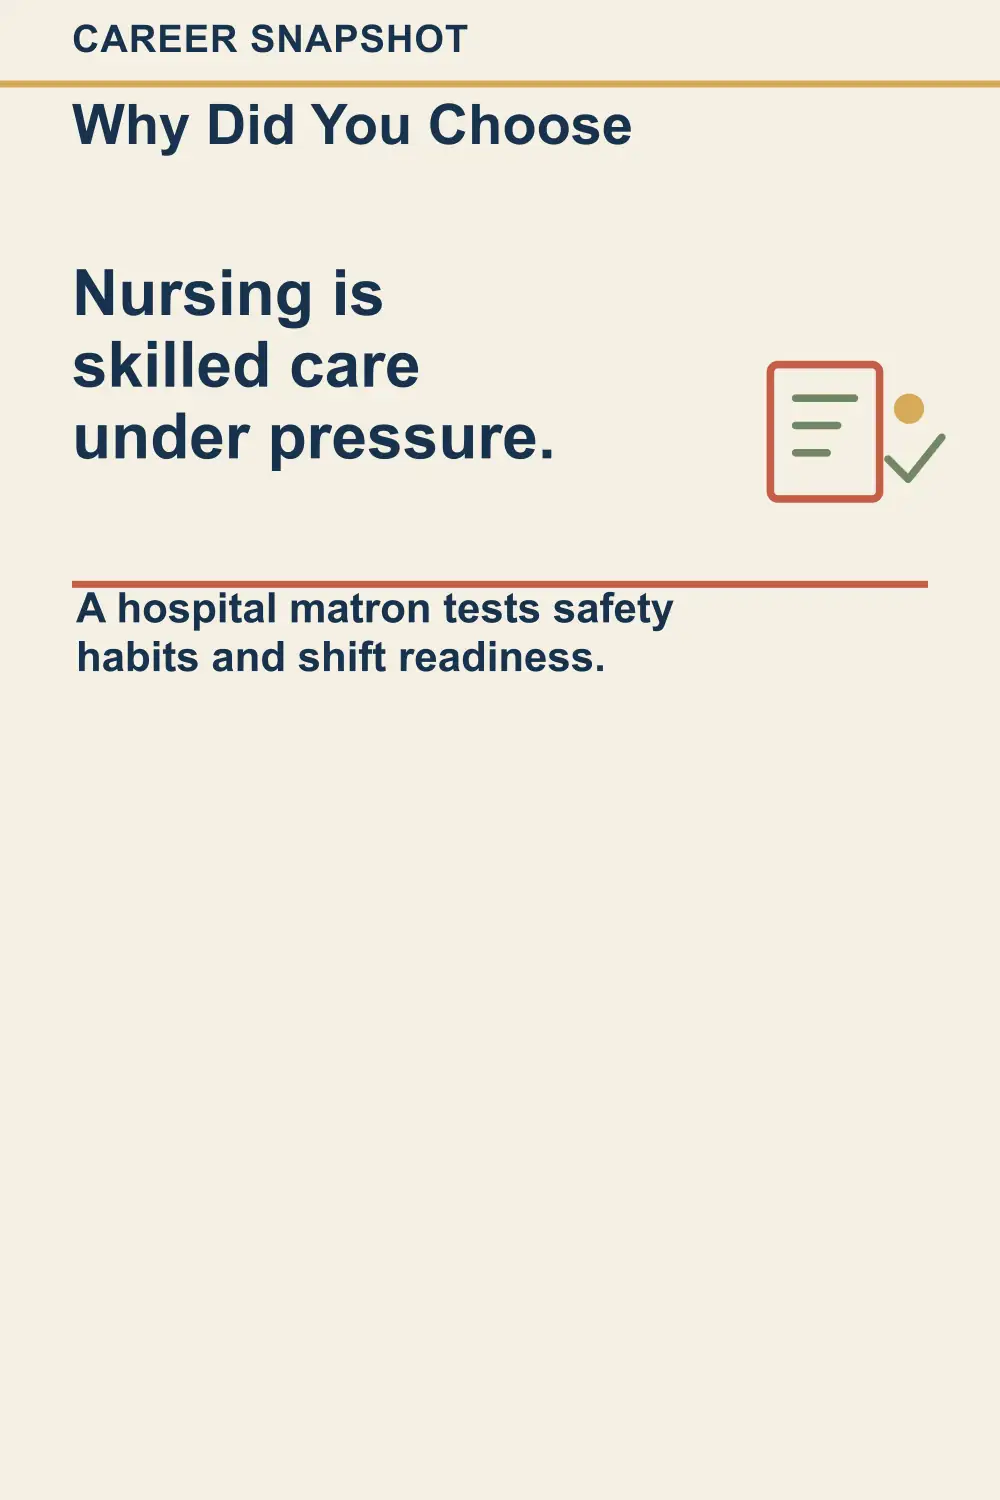 CAREER SNAPSHOT
Why Did You Choose
Nursing is
skilled care
under pressure.
A hospital matron tests safety
habits and shift readiness.